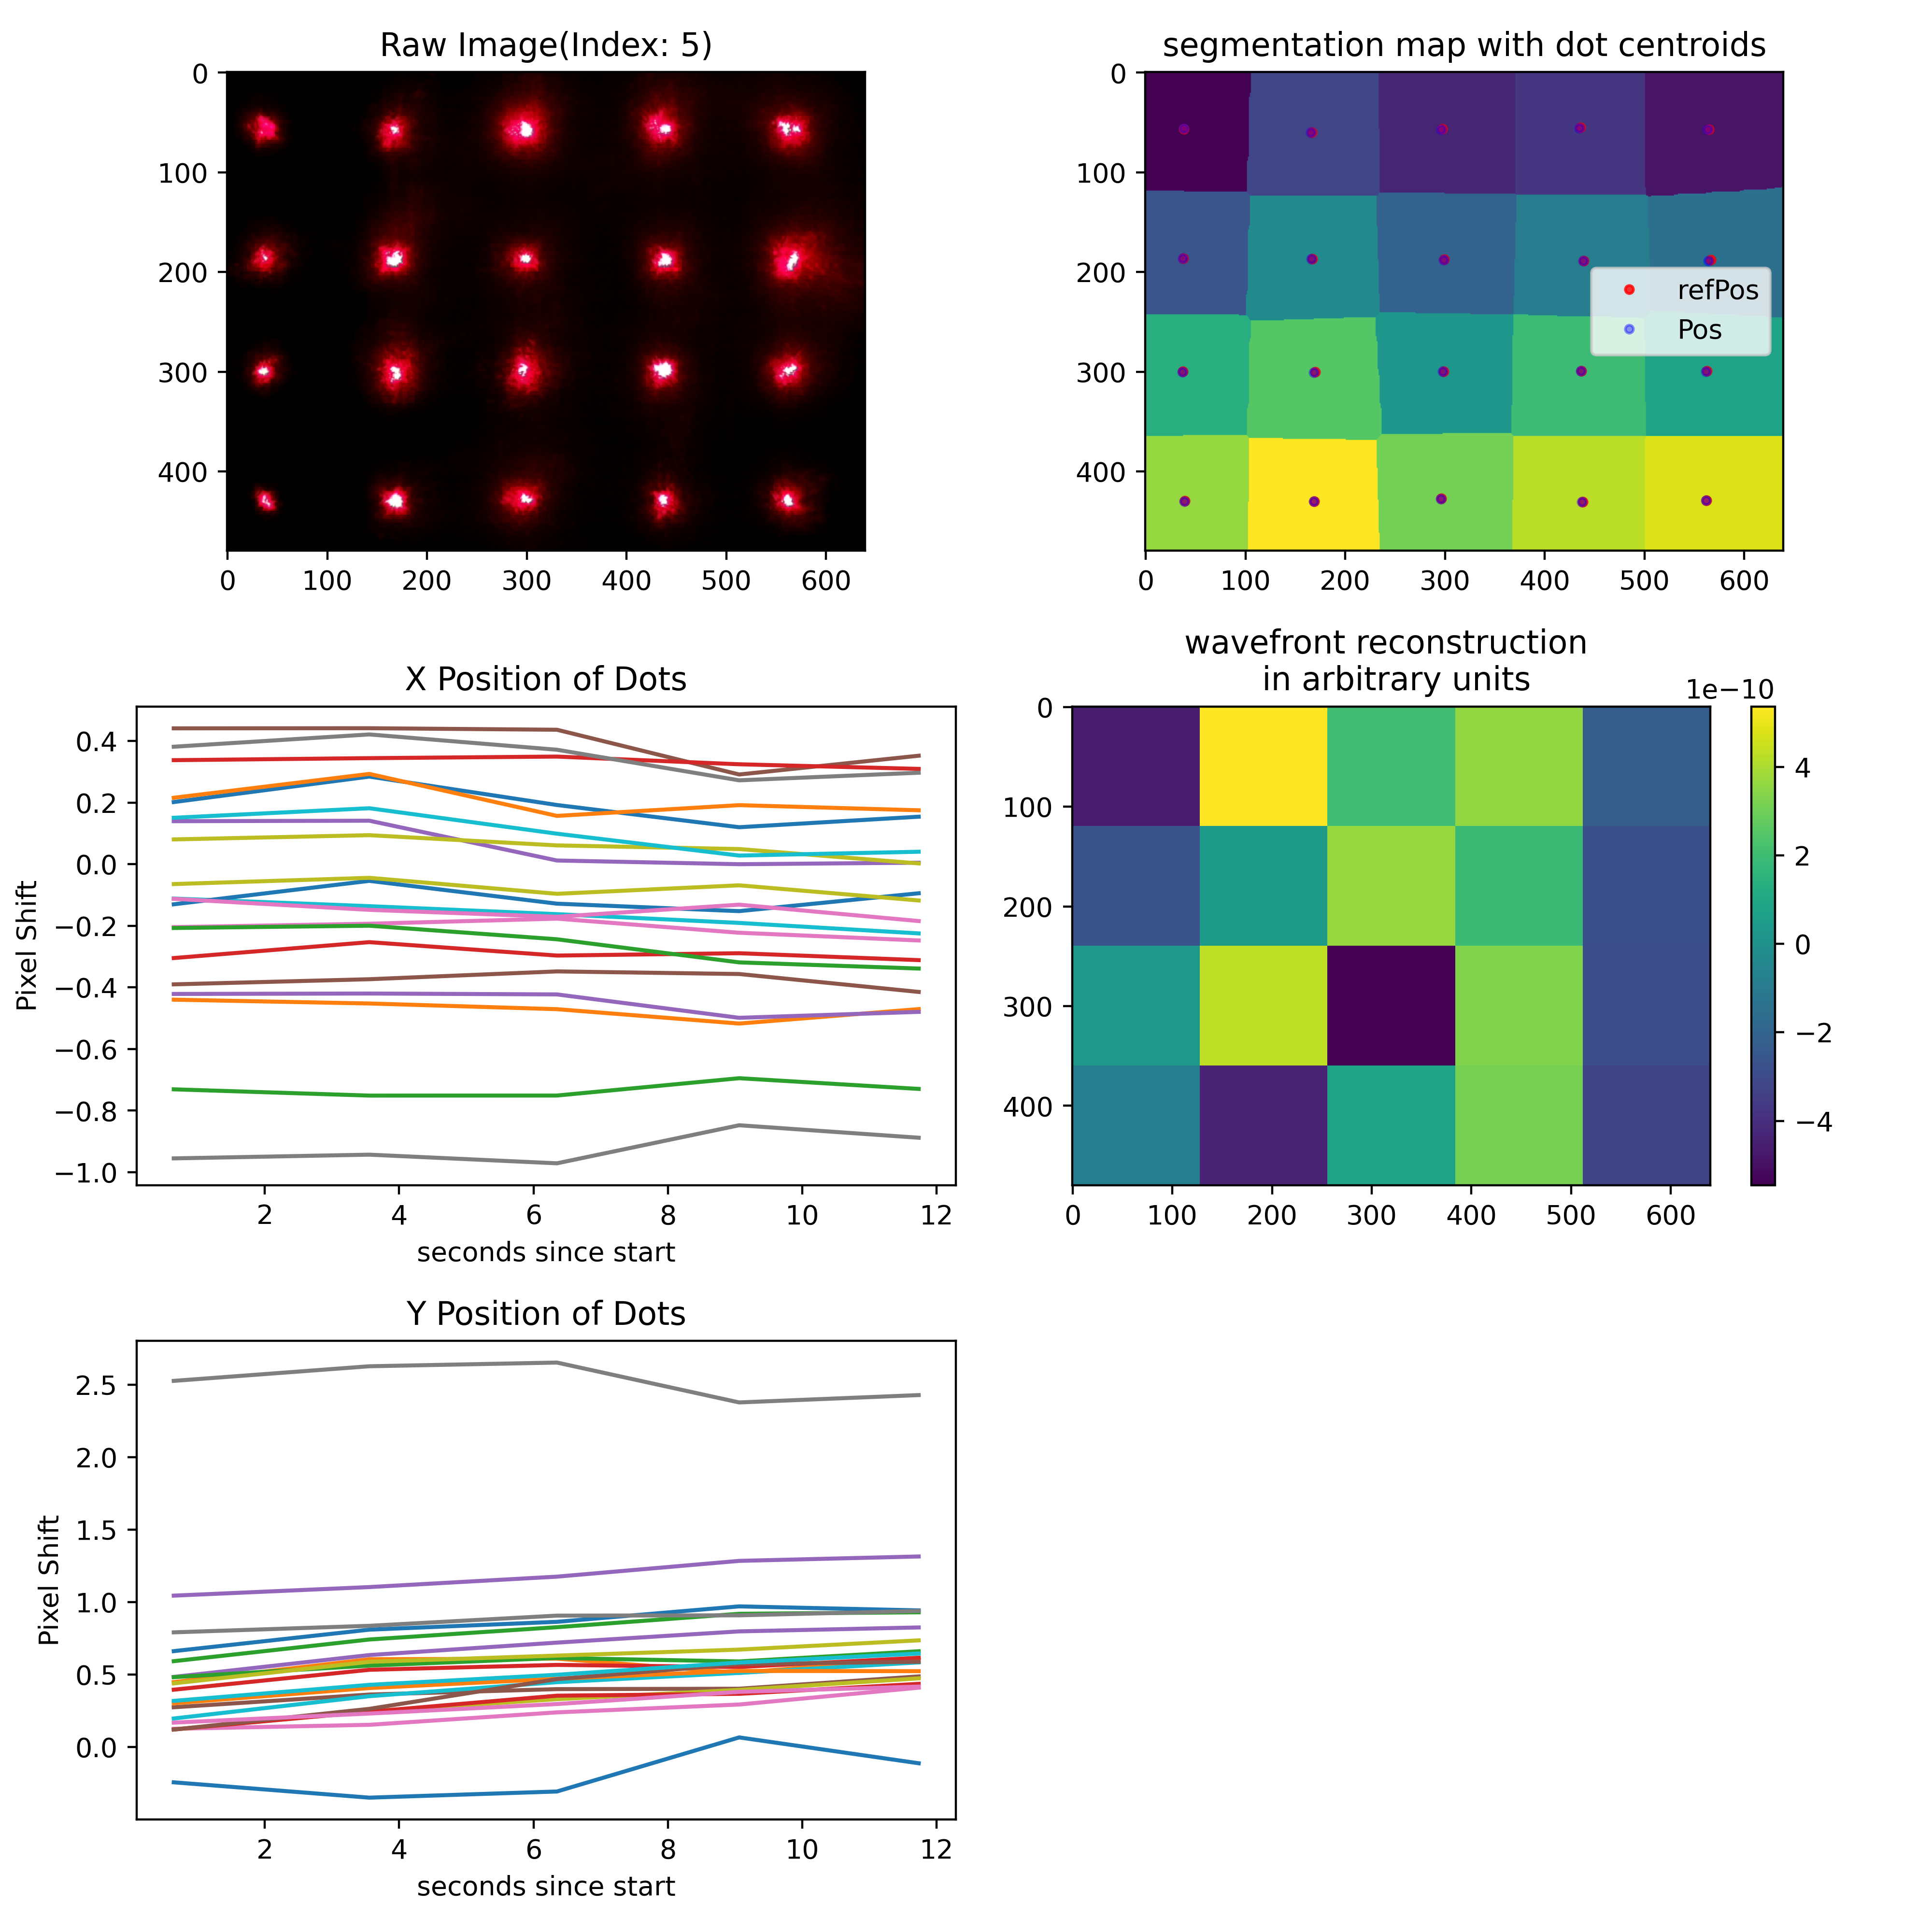 Raw Image(Index: 5)
0
100
200
300
400
0 100 200 300 400 500 600
segmentation map with dot centroids
0
100
200
300
400
refPos
Pos
0 100 200 300 400 500 600
X Position of Dots
Pixel Shift
0.4
0.2
0.0
−0.2
−0.4
−0.6
−0.8
−1.0
2 4 6 8 10 12
seconds since start
wavefront reconstruction
in arbitrary units
1e−10
0
100
200
300
400
0 100 200 300 400 500 600
4
2
0
−2
−4
Y Position of Dots
Pixel Shift
2.5
2.0
1.5
1.0
0.5
0.0
2 4 6 8 10 12
seconds since start